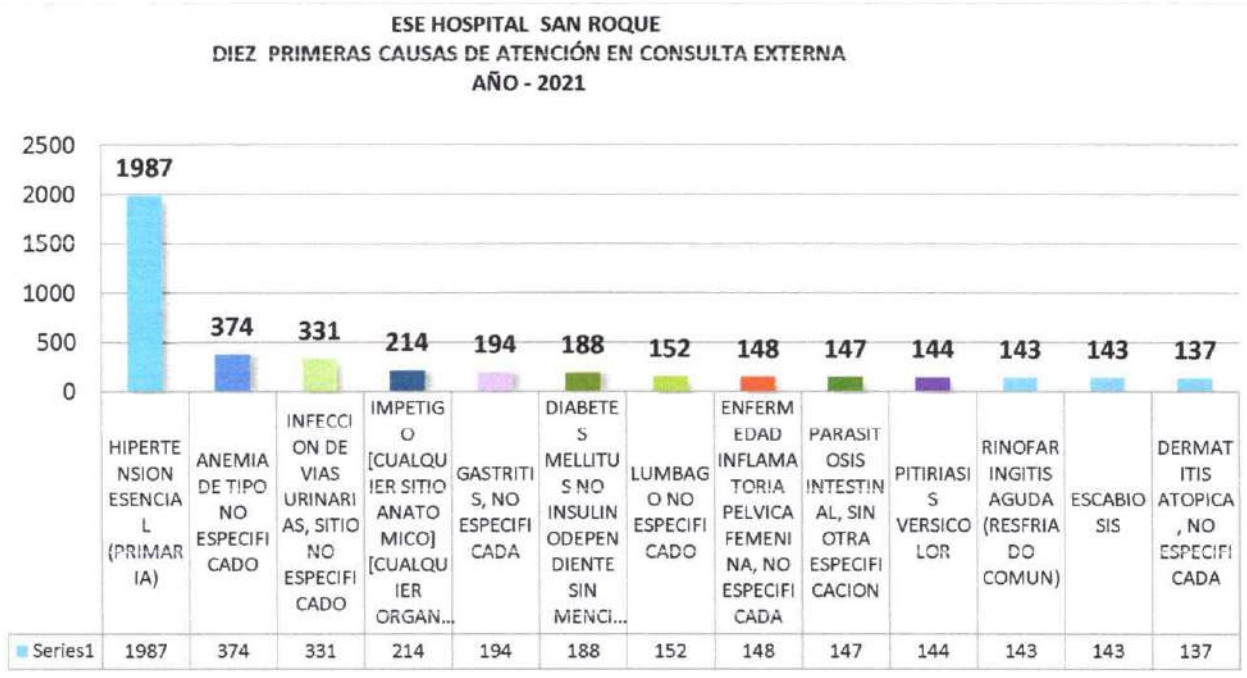 ESE HOSPITAL SAN ROQUE
DIEZ PRIMERAS CAUSAS DE ATENCIÓN EN CONSULTA EXTERNA
AÑO - 2021
2500
2000
1500
1000
500
0
1987
374
331
214
194
188
152
148
147
144
143
143
137
HIPERTE
NSION
ESENCIA
L
(PRIMAR
IA)
ANEMIA
DE TIPO
NO
ESPECIFI
CADO
INFECCI
ON DE
VIAS
URINARI
AS, SITIO
NO
ESPECIFI
CADO
IMPETIG
O
[CUALQU
IER SITIO
ANATO
MICO]
[CUALQU
IER
ORGAN...
GASTRITI
S, NO
ESPECIFI
CADA
DIABETE
S
MELLITU
S NO
INSULIN
ODEPEN
DIENTE
SIN
MENCI...
LUMBAG
O NO
ESPECIFI
CADO
ENFERM
EDAD
INFLAMA
TORIA
PELVICA
FEMENI
NA, NO
ESPECIFI
CADA
PARASIT
OSIS
INTESTIN
AL, SIN
OTRA
ESPECIFI
CACION
PITIRIASI
S
VERSICO
LOR
RINOFAR
INGITIS
AGUDA
(RESFRIA
DO
COMUN)
ESCABIO
SIS
DERMAT
ITIS
ATOPICA
, NO
ESPECIFI
CADA
Series1 1987 374 331 214 194 188 152 148 147 144 143 143 137